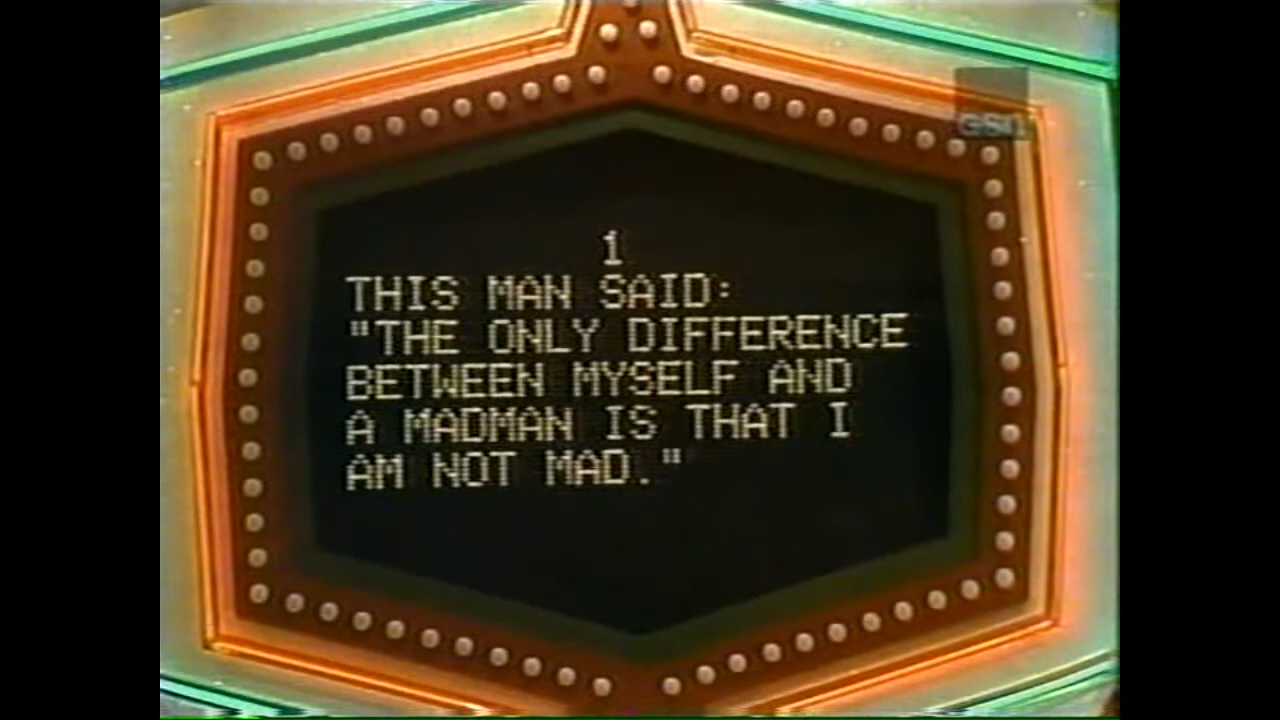 GSN
1
THIS MAN SAID:
"THE ONLY DIFFERENCE
BETWEEN MYSELF AND
A MADMAN IS THAT I
AM NOT MAD."